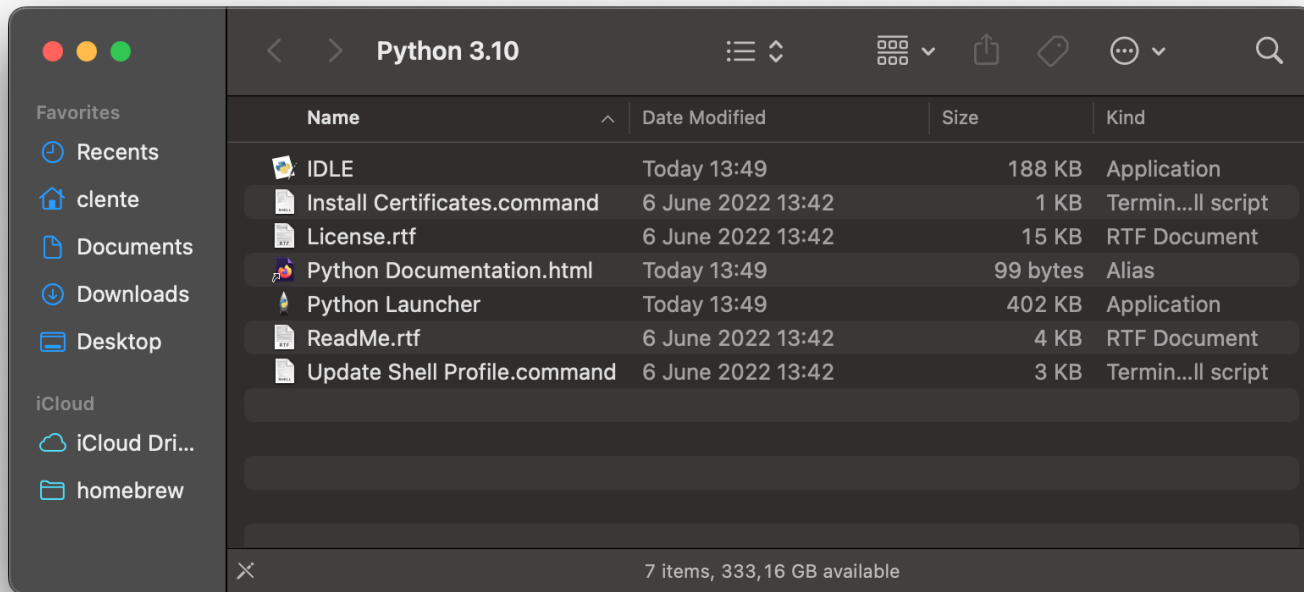 Python 3.10
Favorites
Recents
clente
Documents
Downloads
Desktop
iCloud
iCloud Dri...
homebrew
Name Date Modified Size Kind
IDLE Today 13:49 188 KB Application
Install Certificates.command 6 June 2022 13:42 1 KB Termin...ll script
License.rtf 6 June 2022 13:42 15 KB RTF Document
Python Documentation.html Today 13:49 99 bytes Alias
Python Launcher Today 13:49 402 KB Application
ReadMe.rtf 6 June 2022 13:42 4 KB RTF Document
Update Shell Profile.command 6 June 2022 13:42 3 KB Termin...ll script
7 items, 333,16 GB available